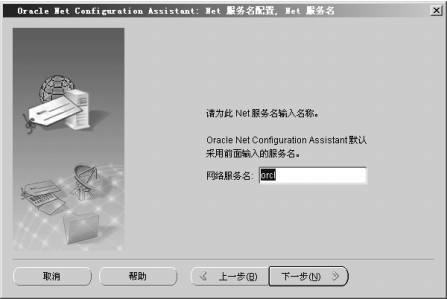 Oracle Net Configuration Assistant: Net 服务名配置, Net 服务名
请为此 Net 服务名输入名称。
Oracle Net Configuration Assistant 默认
采用前面输入的服务名。
网络服务名: orcl
取消 帮助 上一步(B) 下一步(N)